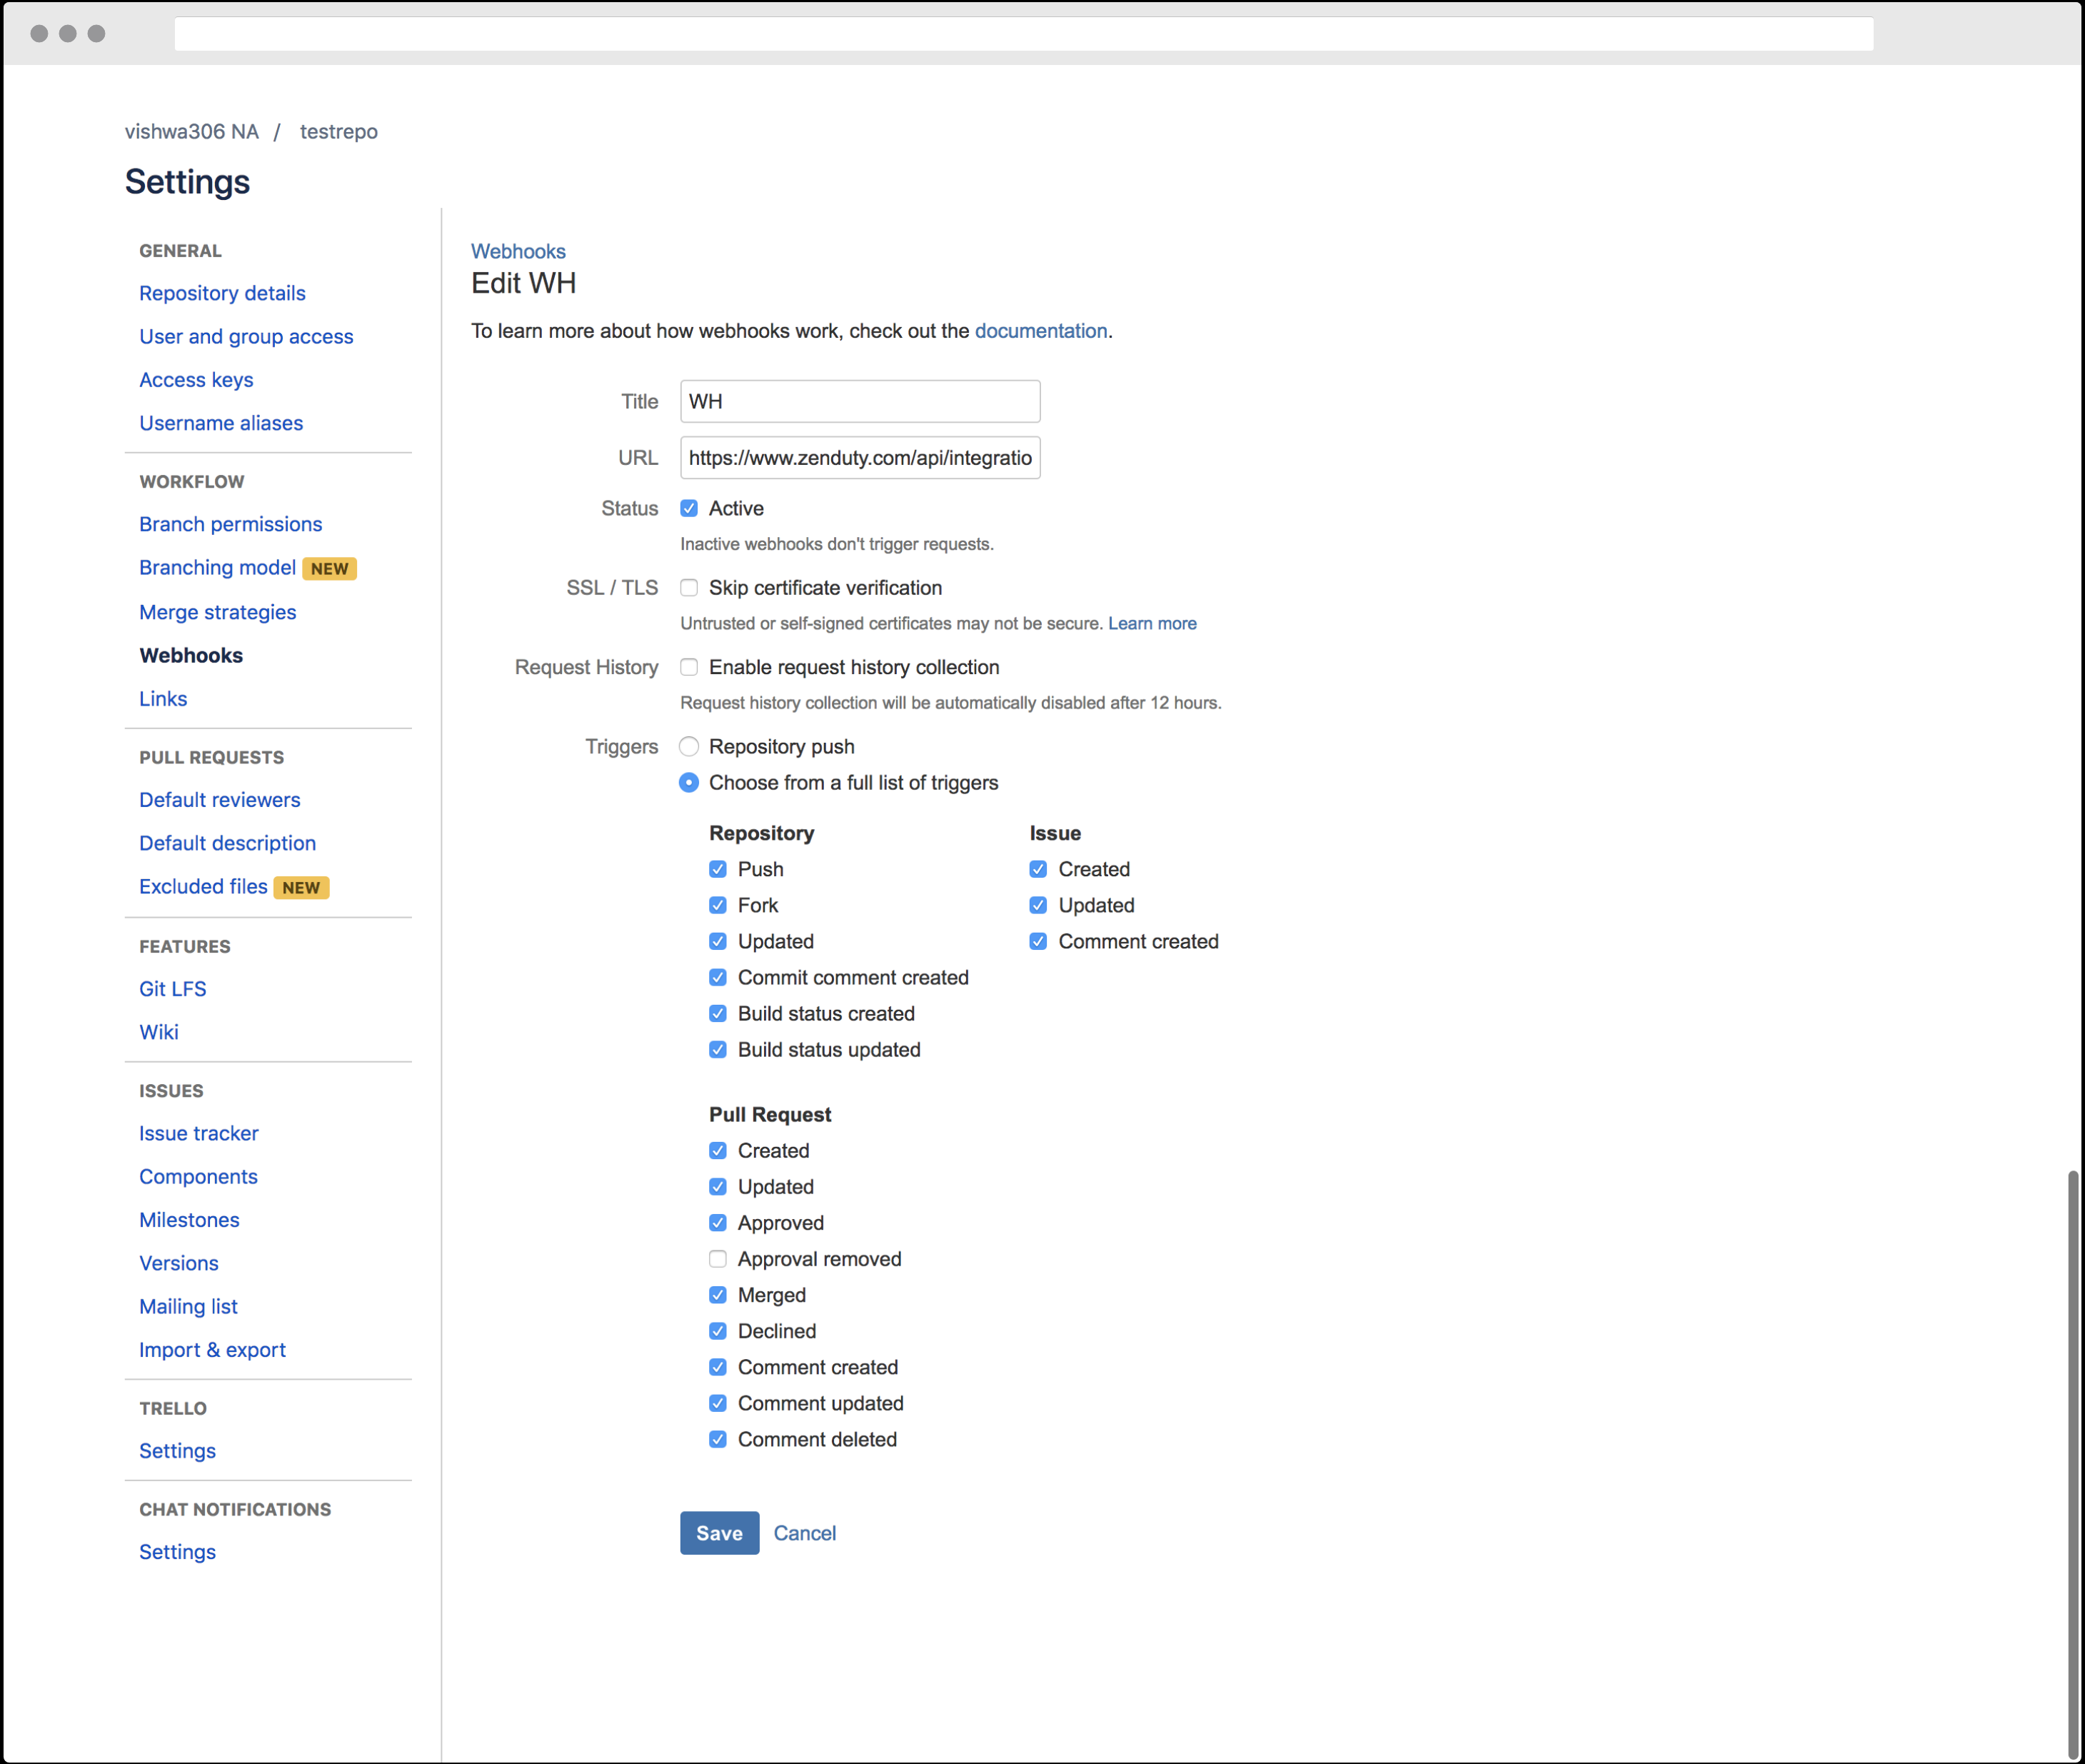 vishwa306 NA / testrepo
Settings
GENERAL
Repository details
User and group access
Access keys
Username aliases
WORKFLOW
Branch permissions
Branching model NEW
Merge strategies
Webhooks
Links
PULL REQUESTS
Default reviewers
Default description
Excluded files NEW
FEATURES
Git LFS
Wiki
ISSUES
Issue tracker
Components
Milestones
Versions
Mailing list
Import & export
TRELLO
Settings
CHAT NOTIFICATIONS
Settings
Webhooks
Edit WH
To learn more about how webhooks work, check out the documentation.
Title WH
URL https://www.zenduty.com/api/integratio
Status Active
Inactive webhooks don't trigger requests.
SSL / TLS Skip certificate verification
Untrusted or self-signed certificates may not be secure. Learn more
Request History Enable request history collection
Request history collection will be automatically disabled after 12 hours.
Triggers Repository push
Choose from a full list of triggers
Repository
Push
Fork
Updated
Commit comment created
Build status created
Build status updated
Issue
Created
Updated
Comment created
Pull Request
Created
Updated
Approved
Approval removed
Merged
Declined
Comment created
Comment updated
Comment deleted
Save Cancel